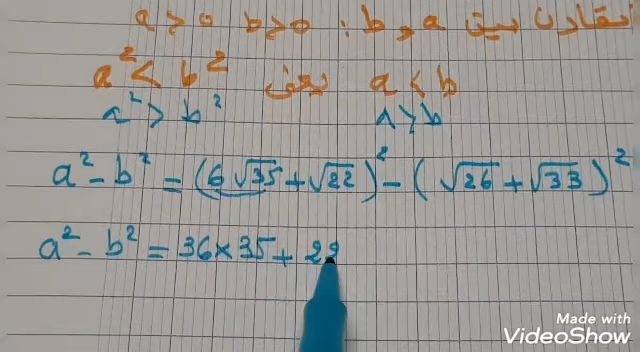 نقارن بين a و b : a>0 b>0
a² < b² يعني a < b
a² > b² a > b
a² - b² = (6√35 + √22)² - (√26 + √33)²
a² - b² = 36×35 + 22
Made with
VideoShow